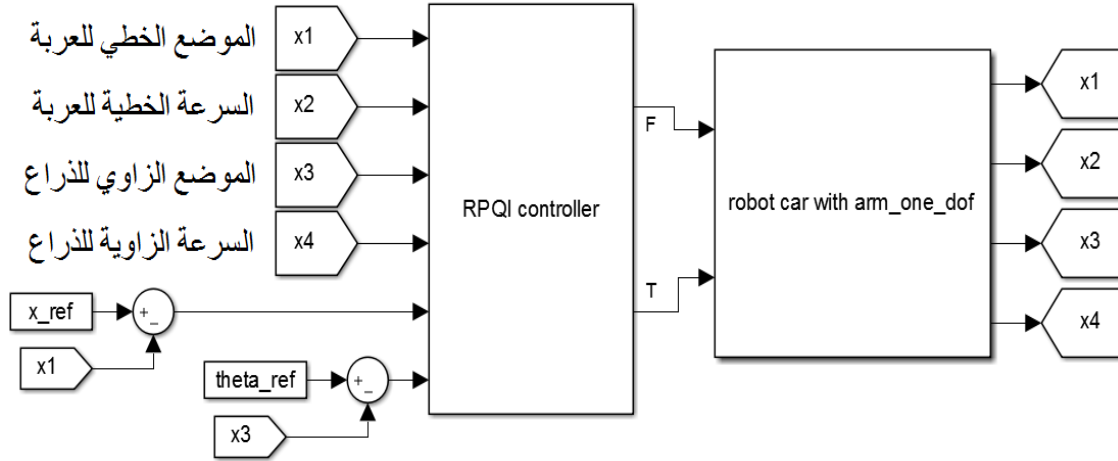 الموضع الخطي للعربة
x1
السرعة الخطية للعربة
x2
الموضع الزاوي للذراع
x3
السرعة الزاوية للذراع
x4
x_ref
+
-
x1
theta_ref
+
-
x3
RPQI controller
F
T
robot car with arm_one_dof
x1
x2
x3
x4